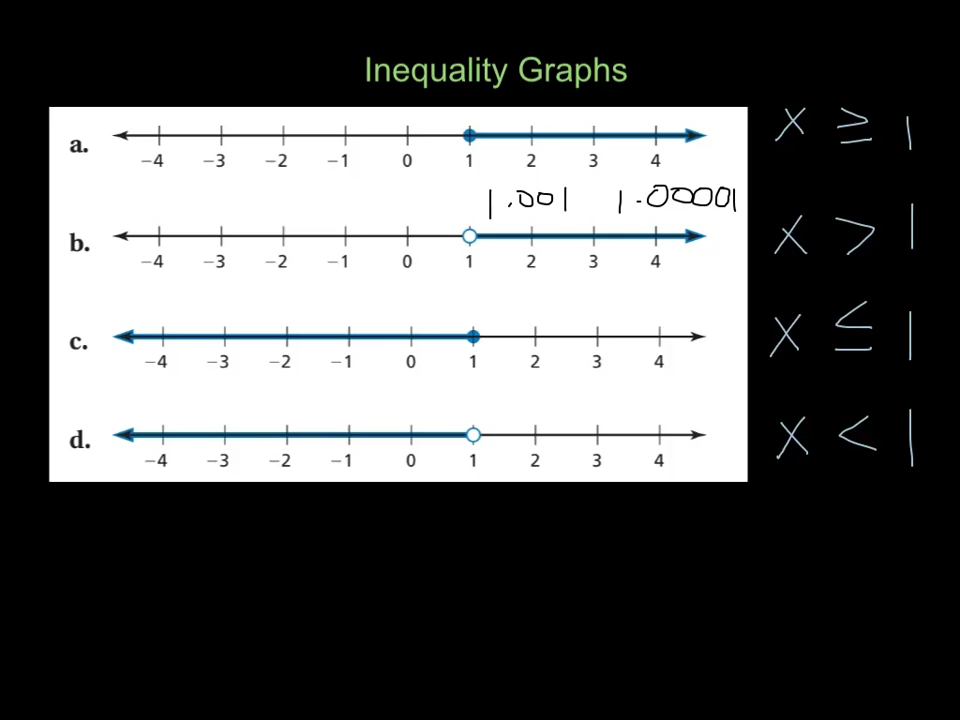 Inequality Graphs
a.
−4 −3 −2 −1 0 1 2 3 4
x ≥ 1
1.001 1.00001
b.
−4 −3 −2 −1 0 1 2 3 4
x > 1
c.
−4 −3 −2 −1 0 1 2 3 4
x ≤ 1
d.
−4 −3 −2 −1 0 1 2 3 4
x < 1